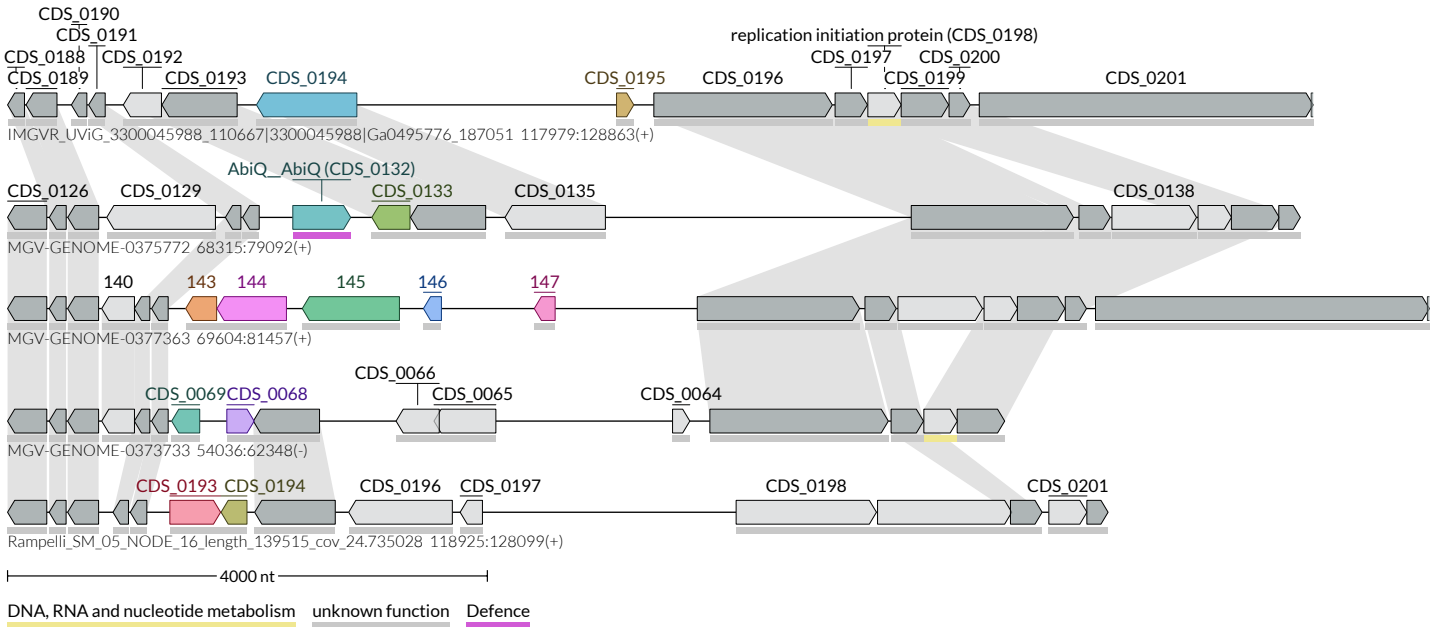 CDS_0190
CDS_0191 replication initiation protein (CDS_0198)
CDS_0188 CDS_0192 CDS_0197 CDS_0200
CDS_0189 CDS_0193 CDS_0194 CDS_0195 CDS_0196 CDS_0199 CDS_0201
IMGVR_UViG_3300045988_110667|3300045988|Ga0495776_187051 117979:128863(+)
AbiQ__AbiQ (CDS_0132)
CDS_0126 CDS_0129 CDS_0133 CDS_0135 CDS_0138
MGV-GENOME-0375772 68315:79092(+)
140 143 144 145 146 147
MGV-GENOME-0377363 69604:81457(+)
CDS_0066
CDS_0069 CDS_0068 CDS_0065 CDS_0064
MGV-GENOME-0373733 54036:62348(-)
CDS_0193 CDS_0194 CDS_0196 CDS_0197 CDS_0198 CDS_0201
Rampelli_SM_05_NODE_16_length_139515_cov_24.735028 118925:128099(+)
4000 nt
DNA, RNA and nucleotide metabolism unknown function Defence